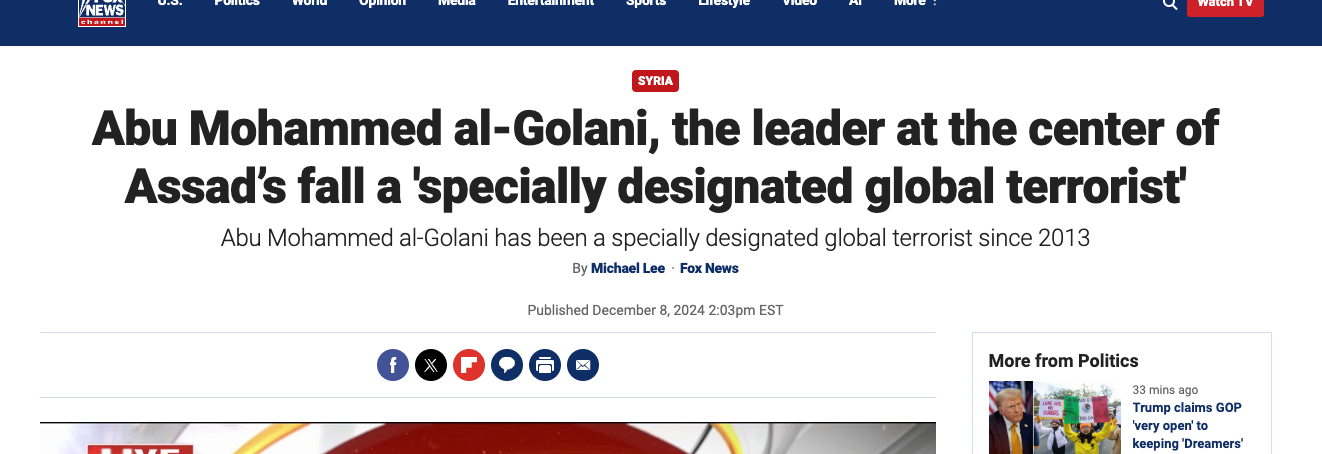 FOX
NEWS
channel
U.S. Politics World Opinion Media Entertainment Sports Lifestyle Video AI More
Watch TV
SYRIA
Abu Mohammed al-Golani, the leader at the center of
Assad’s fall a 'specially designated global terrorist'
Abu Mohammed al-Golani has been a specially designated global terrorist since 2013
By Michael Lee · Fox News
Published December 8, 2024 2:03pm EST
f X
More from Politics
33 mins ago
Trump claims GOP
'very open' to
keeping 'Dreamers'
LIVE